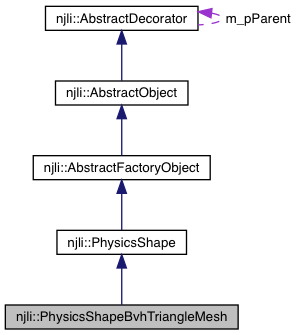 njli::AbstractDecorator
m_pParent
njli::AbstractObject
njli::AbstractFactoryObject
njli::PhysicsShape
njli::PhysicsShapeBvhTriangleMesh